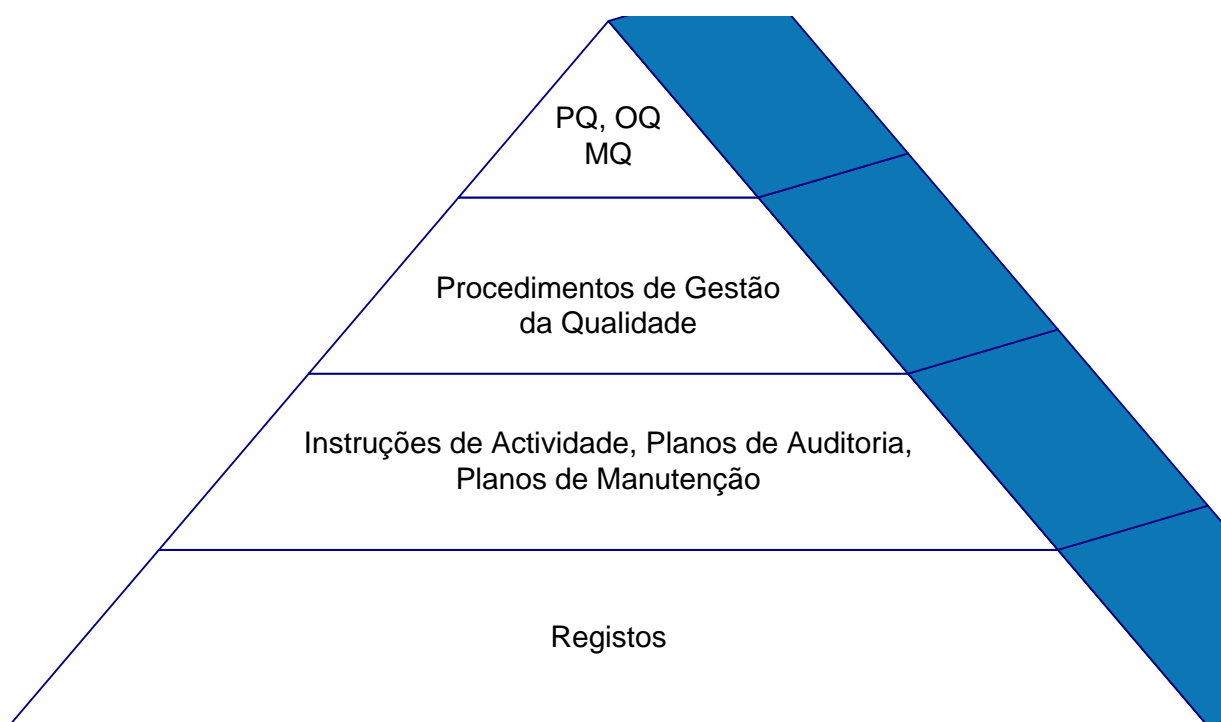 PQ, OQ
MQ
Procedimentos de Gestão
da Qualidade
Instruções de Actividade, Planos de Auditoria,
Planos de Manutenção
Registos